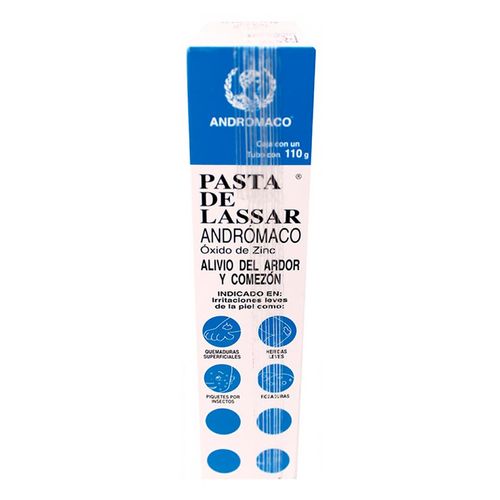 ANDRÓMACO
Caja con un
Tubo con 110 g
PASTA ®
DE
LASSAR
ANDRÓMACO
Óxido de Zinc
ALIVIO DEL ARDOR
Y COMEZÓN
INDICADO EN:
Irritaciones leves
de la piel como:
QUEMADURAS
SUPERFICIALES
HERIDAS
LEVES
PIQUETES POR
INSECTOS
ROZADURAS